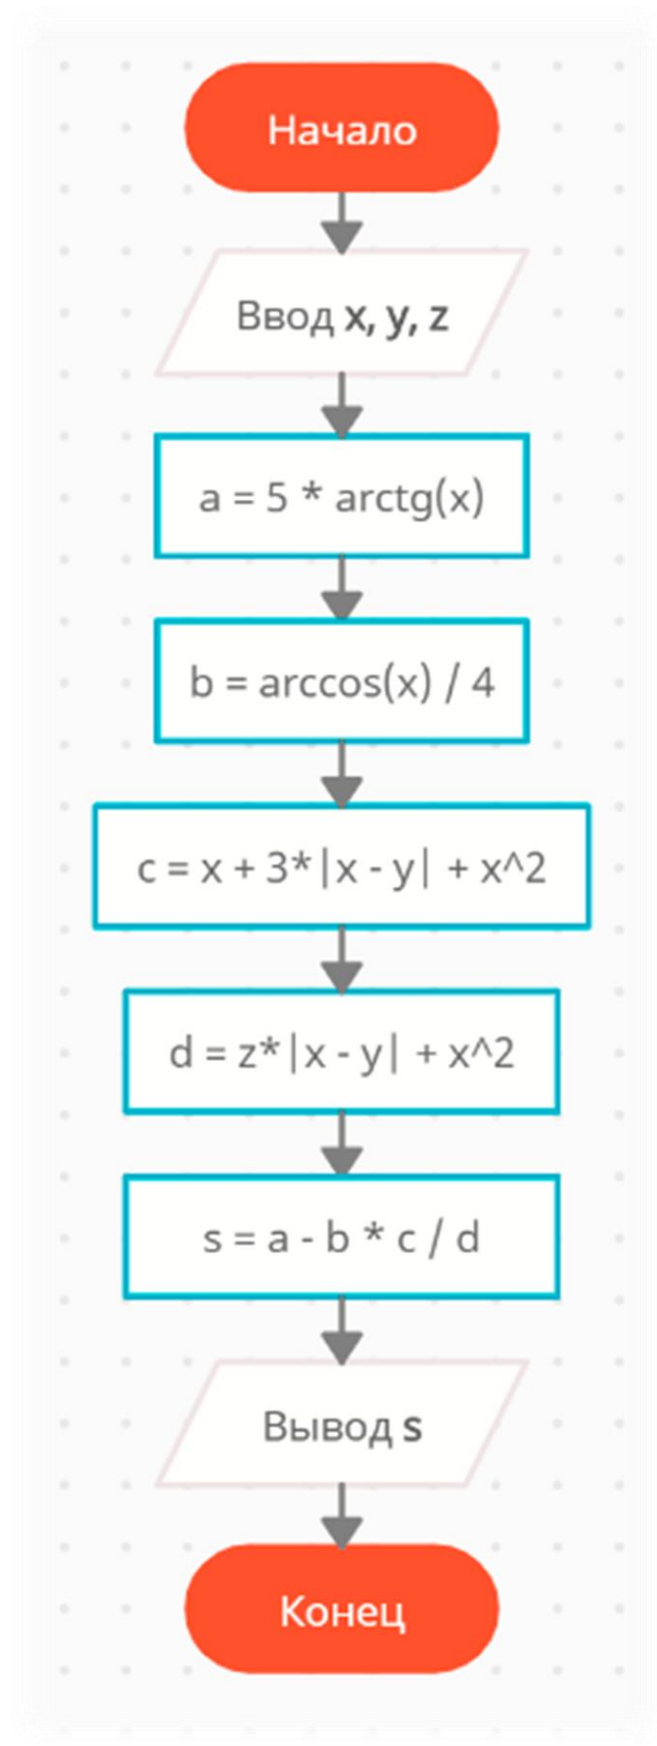 Начало
Ввод x, y, z
a = 5 * arctg(x)
b = arccos(x) / 4
c = x + 3*|x - y| + x^2
d = z*|x - y| + x^2
s = a - b * c / d
Вывод s
Конец